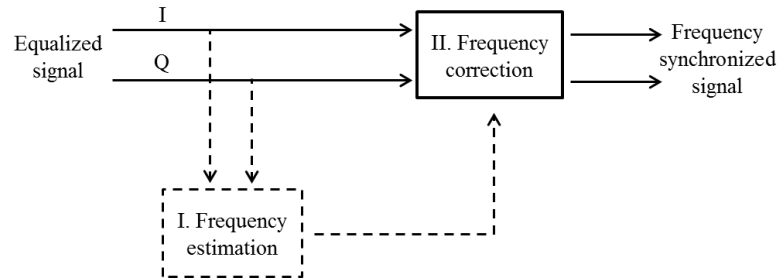 I
Equalized
signal
Q
II. Frequency
correction
Frequency
synchronized
signal
I. Frequency
estimation